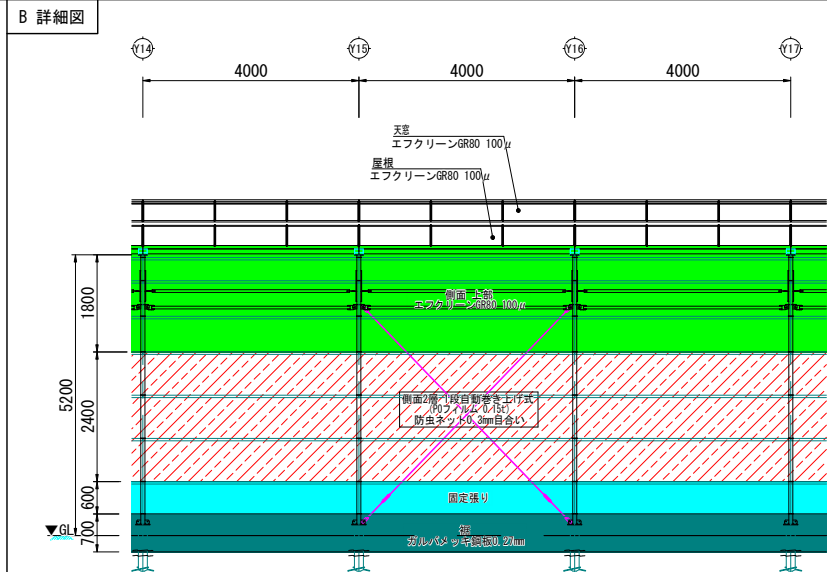 B 詳細図
Y14
Y15
Y16
Y17
4000
4000
4000
天窓
エフクリーンGR80 100μ
屋根
エフクリーンGR80 100μ
側面 上部
エフクリーンGR80 100μ
1800
5200
2400
側面2層 1段自動巻き上げ式
(POフィルム 0.15t)
防虫ネット0.3mm目合い
600
固定張り
▼GL
700
裾
ガルバメッキ鋼板0.27mm